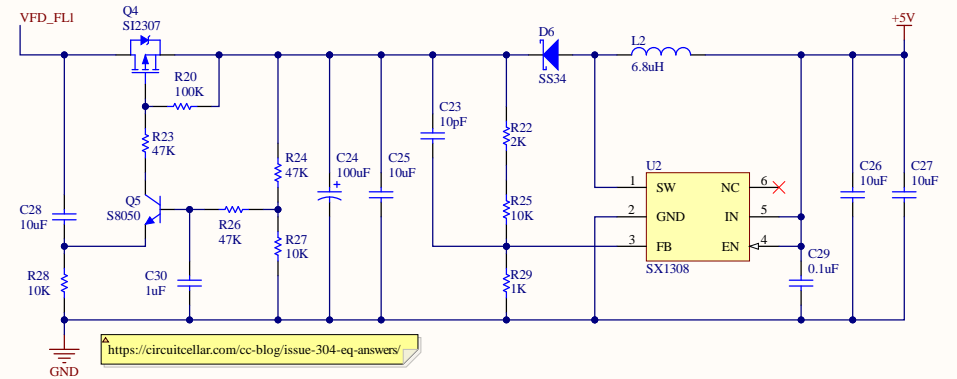 VFD_FL1
Q4
SI2307
R20
100K
R23
47K
Q5
S8050
C28
10uF
R28
10K
C30
1uF
R26
47K
R24
47K
R27
10K
C24
100uF
+
C25
10uF
C23
10pF
R22
2K
R25
10K
R29
1K
D6
SS34
L2
6.8uH
U2
1 SW NC 6
2 GND IN 5
3 FB EN 4
SX1308
C29
0.1uF
C26
10uF
C27
10uF
+5V
GND
https://circuitcellar.com/cc-blog/issue-304-eq-answers/